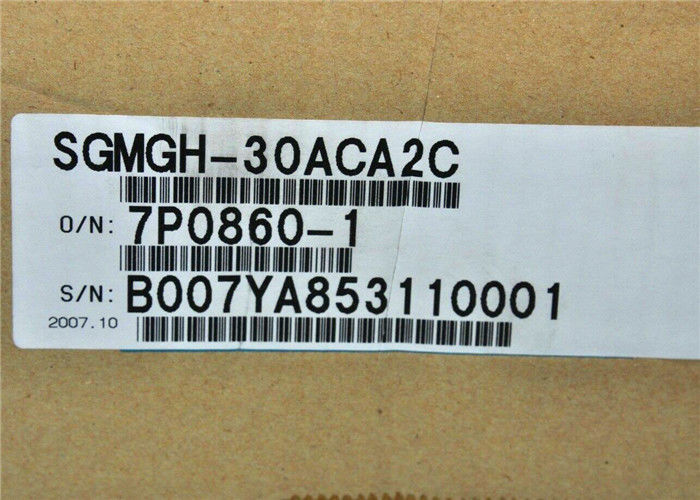 SGMGH-30ACA2C
O/N: 7P0860-1
S/N: B007YA853110001
2007.10